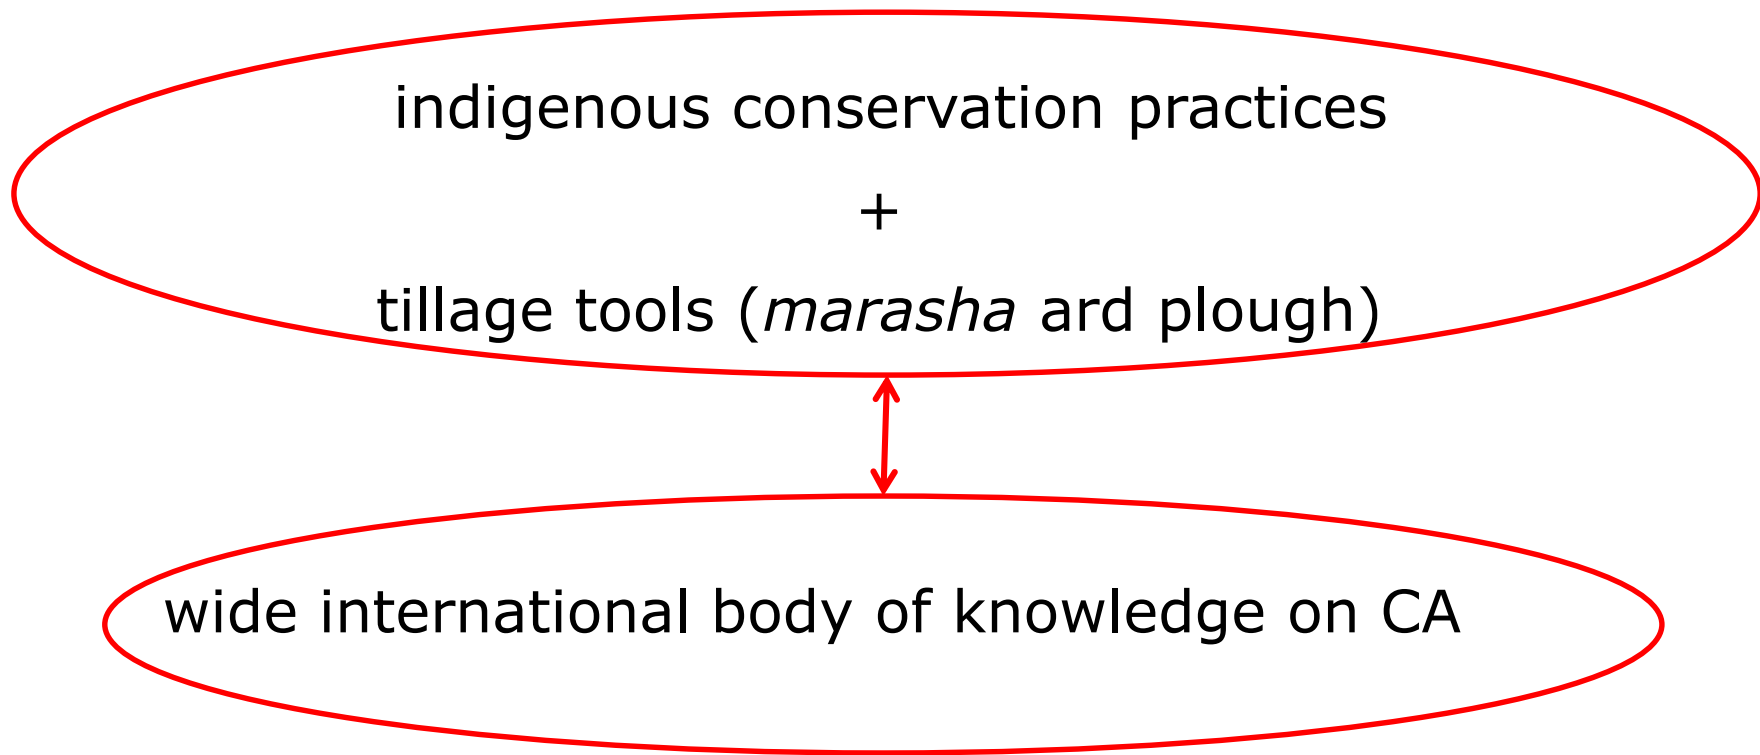 indigenous conservation practices
+
tillage tools (marasha ard plough)
wide international body of knowledge on CA